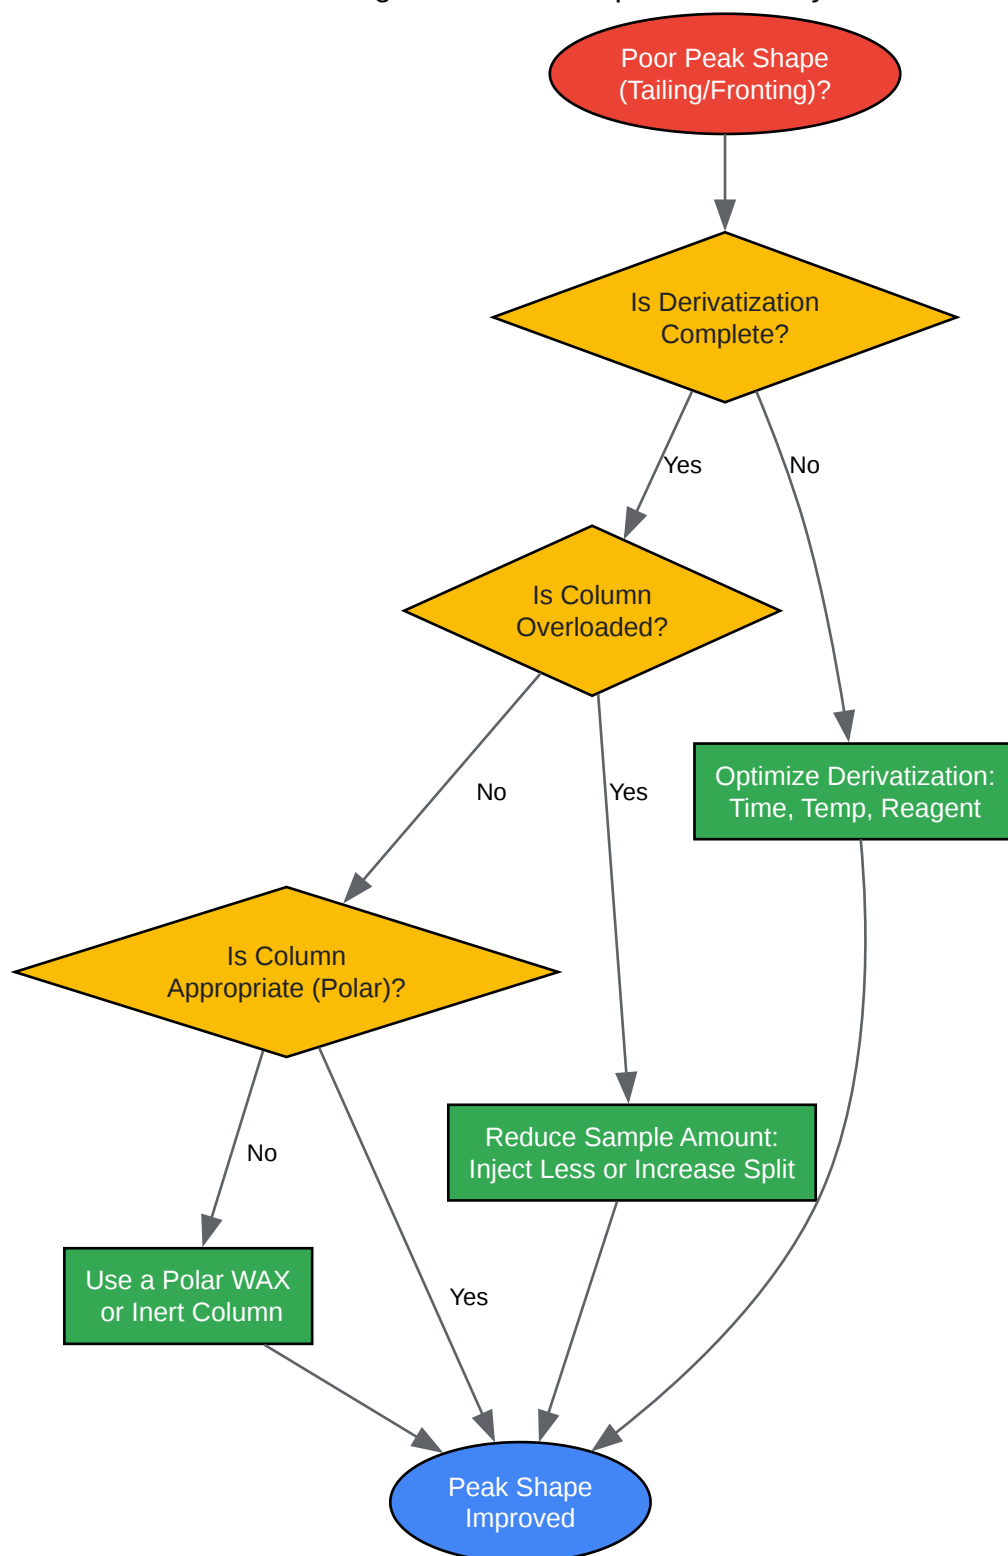 Poor Peak Shape
(Tailing/Fronting)?
Is Derivatization
Complete?
Yes
No
Is Column
Overloaded?
Optimize Derivatization:
Time, Temp, Reagent
No
Yes
Is Column
Appropriate (Polar)?
Reduce Sample Amount:
Inject Less or Increase Split
No
Use a Polar WAX
or Inert Column
Yes
Peak Shape
Improved